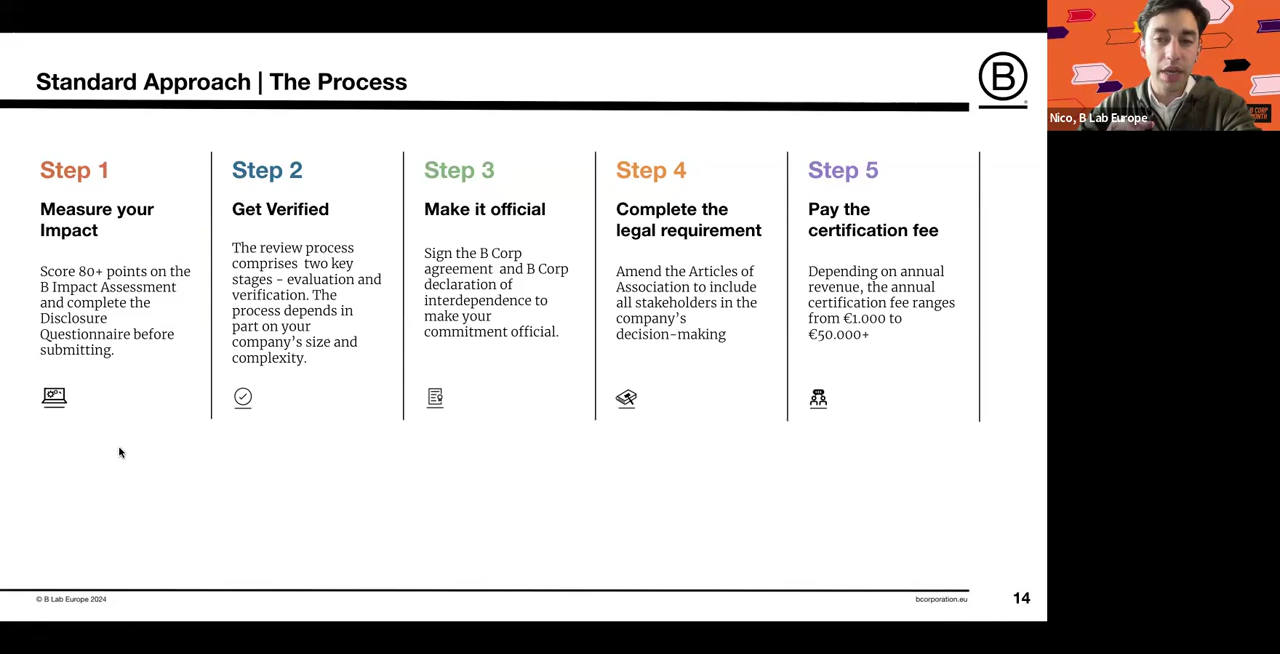 Standard Approach | The Process
B
Step 1
Measure your
Impact
Score 80+ points on the
B Impact Assessment
and complete the
Disclosure
Questionnaire before
submitting.
Step 2
Get Verified
The review process
comprises two key
stages - evaluation and
verification. The
process depends in
part on your
company's size and
complexity.
Step 3
Make it official
Sign the B Corp
agreement and B Corp
declaration of
interdependence to
make your
commitment official.
Step 4
Complete the
legal requirement
Amend the Articles of
Association to include
all stakeholders in the
company's
decision-making
Step 5
Pay the
certification fee
Depending on annual
revenue, the annual
certification fee ranges
from €1.000 to
€50.000+
© B Lab Europe 2024
bcorporation.eu
14
Nico, B Lab Europe
B CORP
MONTH